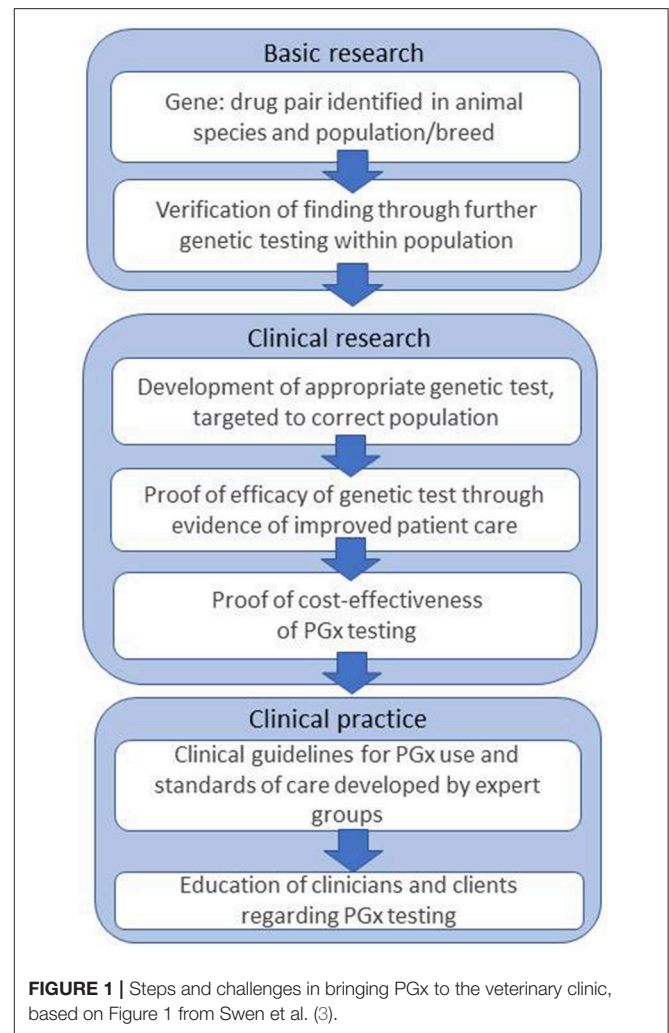 Basic research
Gene: drug pair identified in animal
species and population/breed
Verification of finding through further
genetic testing within population
Clinical research
Development of appropriate genetic test,
targeted to correct population
Proof of efficacy of genetic test through
evidence of improved patient care
Proof of cost-effectiveness
of PGx testing
Clinical practice
Clinical guidelines for PGx use and
standards of care developed by expert
groups
Education of clinicians and clients
regarding PGx testing
FIGURE 1 | Steps and challenges in bringing PGx to the veterinary clinic,
based on Figure 1 from Swen et al. (3).